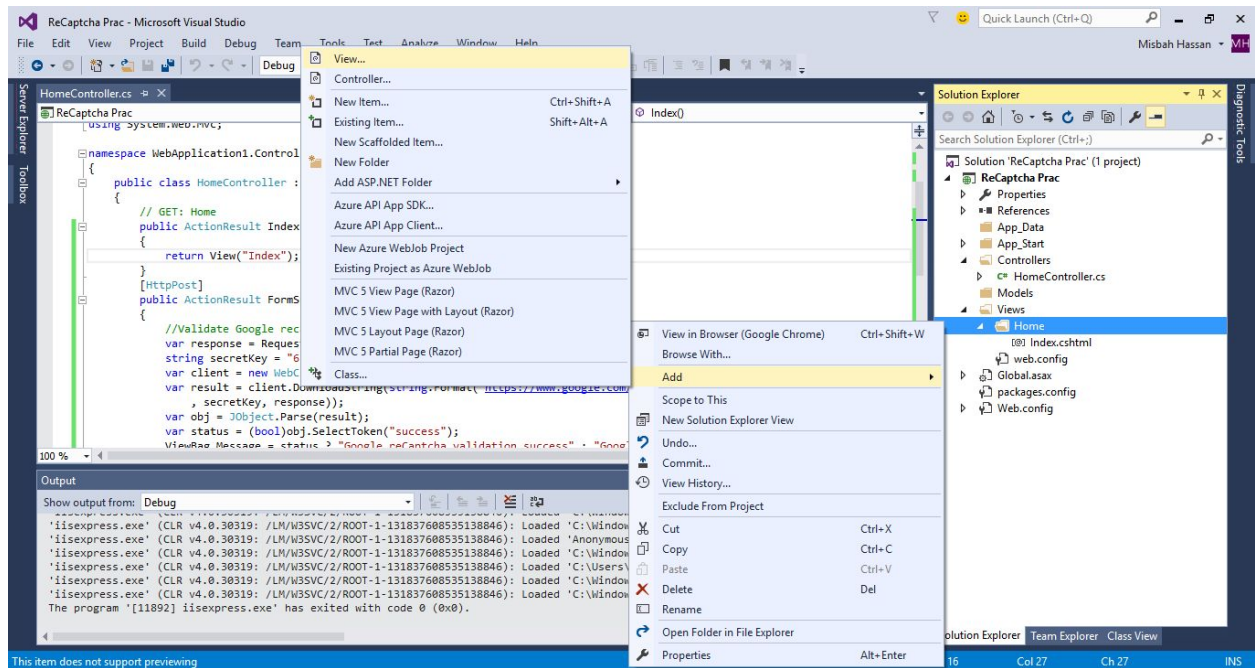 ReCaptcha Prac - Microsoft Visual Studio
Quick Launch (Ctrl+Q)
File Edit View Project Build Debug Team Tools Test Analyze Window Help
Misbah Hassan MH
Debug
Server Explorer
Toolbox
HomeController.cs
ReCaptcha Prac
Index()
using System.Web.Mvc;
namespace WebApplication1.Control
{
public class HomeController :
{
// GET: Home
public ActionResult Index
{
return View("Index");
}
[HttpPost]
public ActionResult FormS
{
//Validate Google rec
var response = Reques
string secretKey = "6
var client = new WebC
var result = client.DownloadString(string.Format("https://www.google.com/
, secretKey, response));
var obj = JObject.Parse(result);
var status = (bool)obj.SelectToken("success");
ViewBag.Message = status ? "Google reCaptcha validation success" : "Goog
100 %
View...
Controller...
New Item... Ctrl+Shift+A
Existing Item... Shift+Alt+A
New Scaffolded Item...
New Folder
Add ASP.NET Folder
Azure API App SDK...
Azure API App Client...
New Azure WebJob Project
Existing Project as Azure WebJob
MVC 5 View Page (Razor)
MVC 5 View Page with Layout (Razor)
MVC 5 Layout Page (Razor)
MVC 5 Partial Page (Razor)
Class...
View in Browser (Google Chrome) Ctrl+Shift+W
Browse With...
Add
Scope to This
New Solution Explorer View
Undo...
Commit...
View History...
Exclude From Project
Cut Ctrl+X
Copy Ctrl+C
Paste Ctrl+V
Delete Del
Rename
Open Folder in File Explorer
Properties Alt+Enter
Solution Explorer
Search Solution Explorer (Ctrl+;)
Solution 'ReCaptcha Prac' (1 project)
ReCaptcha Prac
Properties
References
App_Data
App_Start
Controllers
C# HomeController.cs
Models
Views
Home
[@] Index.cshtml
web.config
Global.asax
packages.config
Web.config
Diagnostic Tools
Output
Show output from: Debug
'iisexpress.exe' (CLR v4.0.30319: /LM/W3SVC/2/ROOT-1-131837608535138846): Loaded 'C:\Window
'iisexpress.exe' (CLR v4.0.30319: /LM/W3SVC/2/ROOT-1-131837608535138846): Loaded 'C:\Window
'iisexpress.exe' (CLR v4.0.30319: /LM/W3SVC/2/ROOT-1-131837608535138846): Loaded 'Anonymous
'iisexpress.exe' (CLR v4.0.30319: /LM/W3SVC/2/ROOT-1-131837608535138846): Loaded 'C:\Window
'iisexpress.exe' (CLR v4.0.30319: /LM/W3SVC/2/ROOT-1-131837608535138846): Loaded 'C:\Users\
'iisexpress.exe' (CLR v4.0.30319: /LM/W3SVC/2/ROOT-1-131837608535138846): Loaded 'C:\Window
The program '[11892] iisexpress.exe' has exited with code 0 (0x0).
olution Explorer Team Explorer Class View
This item does not support previewing
16 Col 27 Ch 27 INS